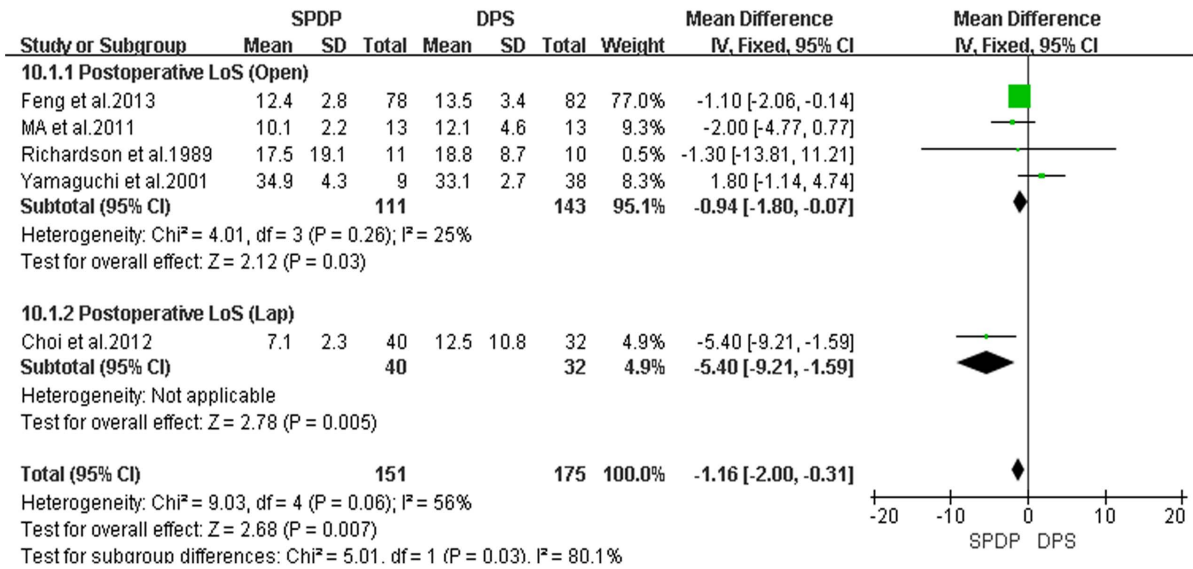 SPDP DPS Mean Difference Mean Difference
Study or Subgroup Mean SD Total Mean SD Total Weight IV, Fixed, 95% CI IV, Fixed, 95% CI
10.1.1 Postoperative LoS (Open)
Feng et al.2013 12.4 2.8 78 13.5 3.4 82 77.0% -1.10 [-2.06, -0.14]
MA et al.2011 10.1 2.2 13 12.1 4.6 13 9.3% -2.00 [-4.77, 0.77]
Richardson et al.1989 17.5 19.1 11 18.8 8.7 10 0.5% -1.30 [-13.81, 11.21]
Yamaguchi et al.2001 34.9 4.3 9 33.1 2.7 38 8.3% 1.80 [-1.14, 4.74]
Subtotal (95% CI) 111 143 95.1% -0.94 [-1.80, -0.07]
Heterogeneity: Chi² = 4.01, df = 3 (P = 0.26); I² = 25%
Test for overall effect: Z = 2.12 (P = 0.03)
10.1.2 Postoperative LoS (Lap)
Choi et al.2012 7.1 2.3 40 12.5 10.8 32 4.9% -5.40 [-9.21, -1.59]
Subtotal (95% CI) 40 32 4.9% -5.40 [-9.21, -1.59]
Heterogeneity: Not applicable
Test for overall effect: Z = 2.78 (P = 0.005)
Total (95% CI) 151 175 100.0% -1.16 [-2.00, -0.31]
Heterogeneity: Chi² = 9.03, df = 4 (P = 0.06); I² = 56%
Test for overall effect: Z = 2.68 (P = 0.007)
Test for subgroup differences: Chi² = 5.01, df = 1 (P = 0.03), I² = 80.1%
-20 -10 0 10 20
SPDP DPS